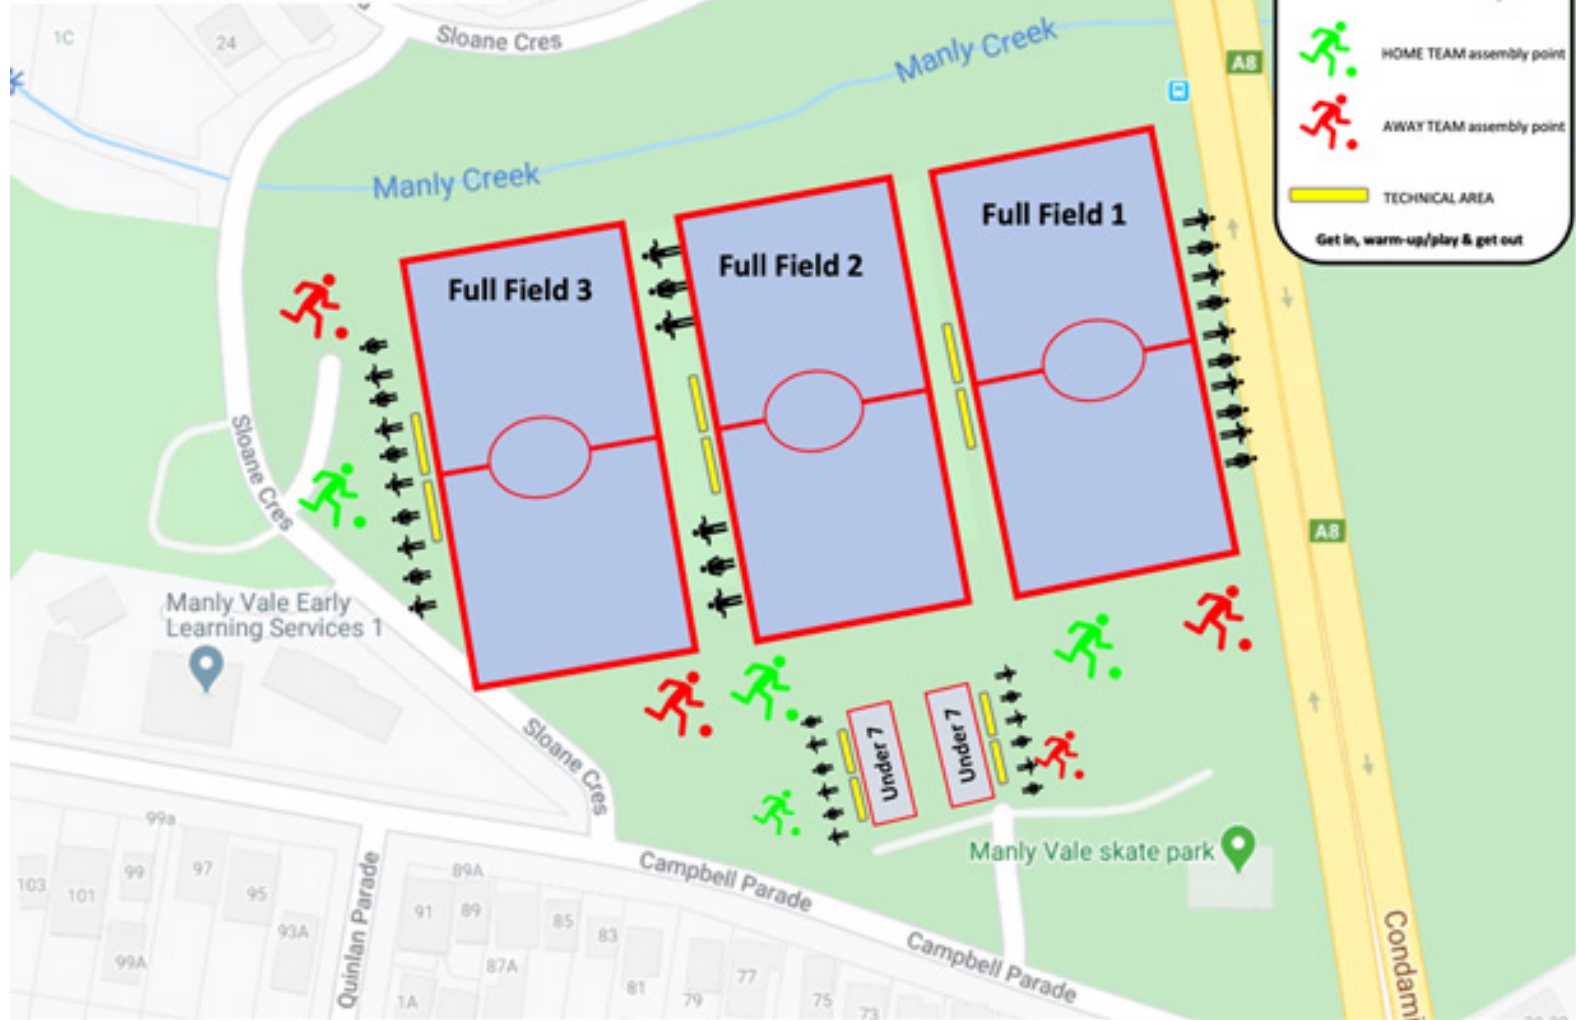 1C
24
Sloane Cres
Manly Creek
A8
HOME TEAM assembly point
AWAY TEAM assembly point
TECHNICAL AREA
Get in, warm-up/play & get out
Manly Creek
Full Field 1
Full Field 2
Full Field 3
Sloane Cres
A8
Manly Vale Early
Learning Services 1
Sloane Cres
Under 7
Under 7
Manly Vale skate park
99a
103
101
99
97
95
93A
99A
Quinlan Parade
89A
91
89
85
83
87A
81
79
77
75
73
1A
Campbell Parade
Campbell Parade
Condami